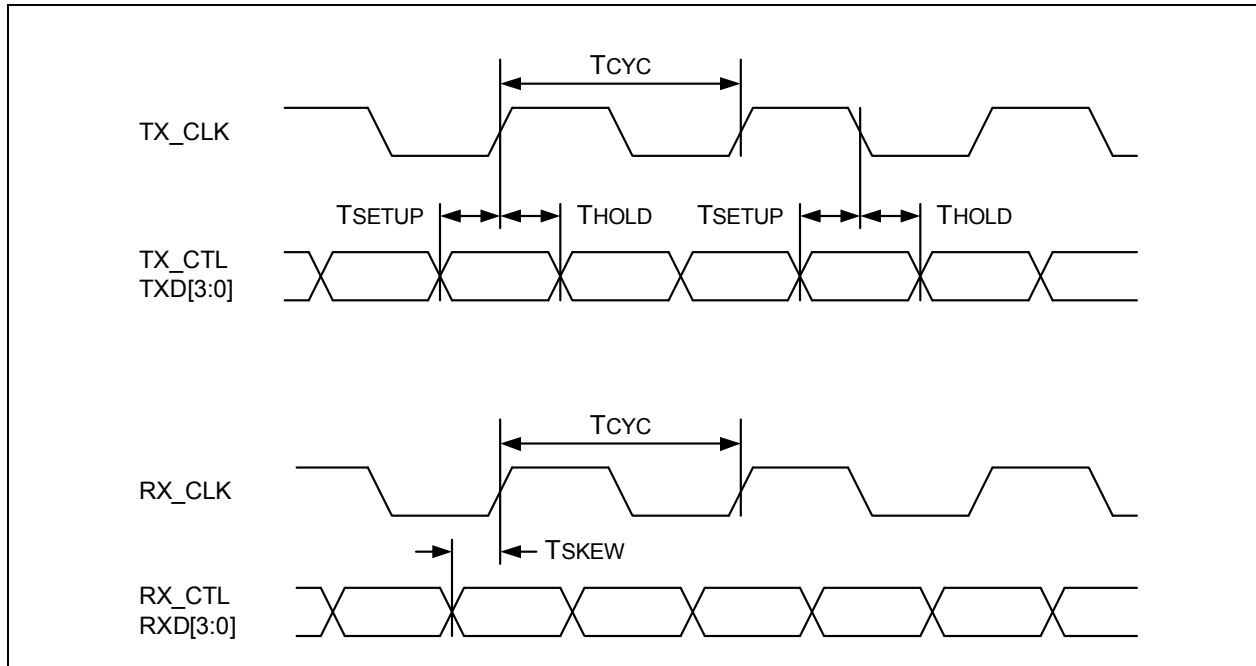 TCYC
TX_CLK
TSETUP THOLD TSETUP THOLD
TX_CTL
TXD[3:0]
TCYC
RX_CLK
TSKEW
RX_CTL
RXD[3:0]